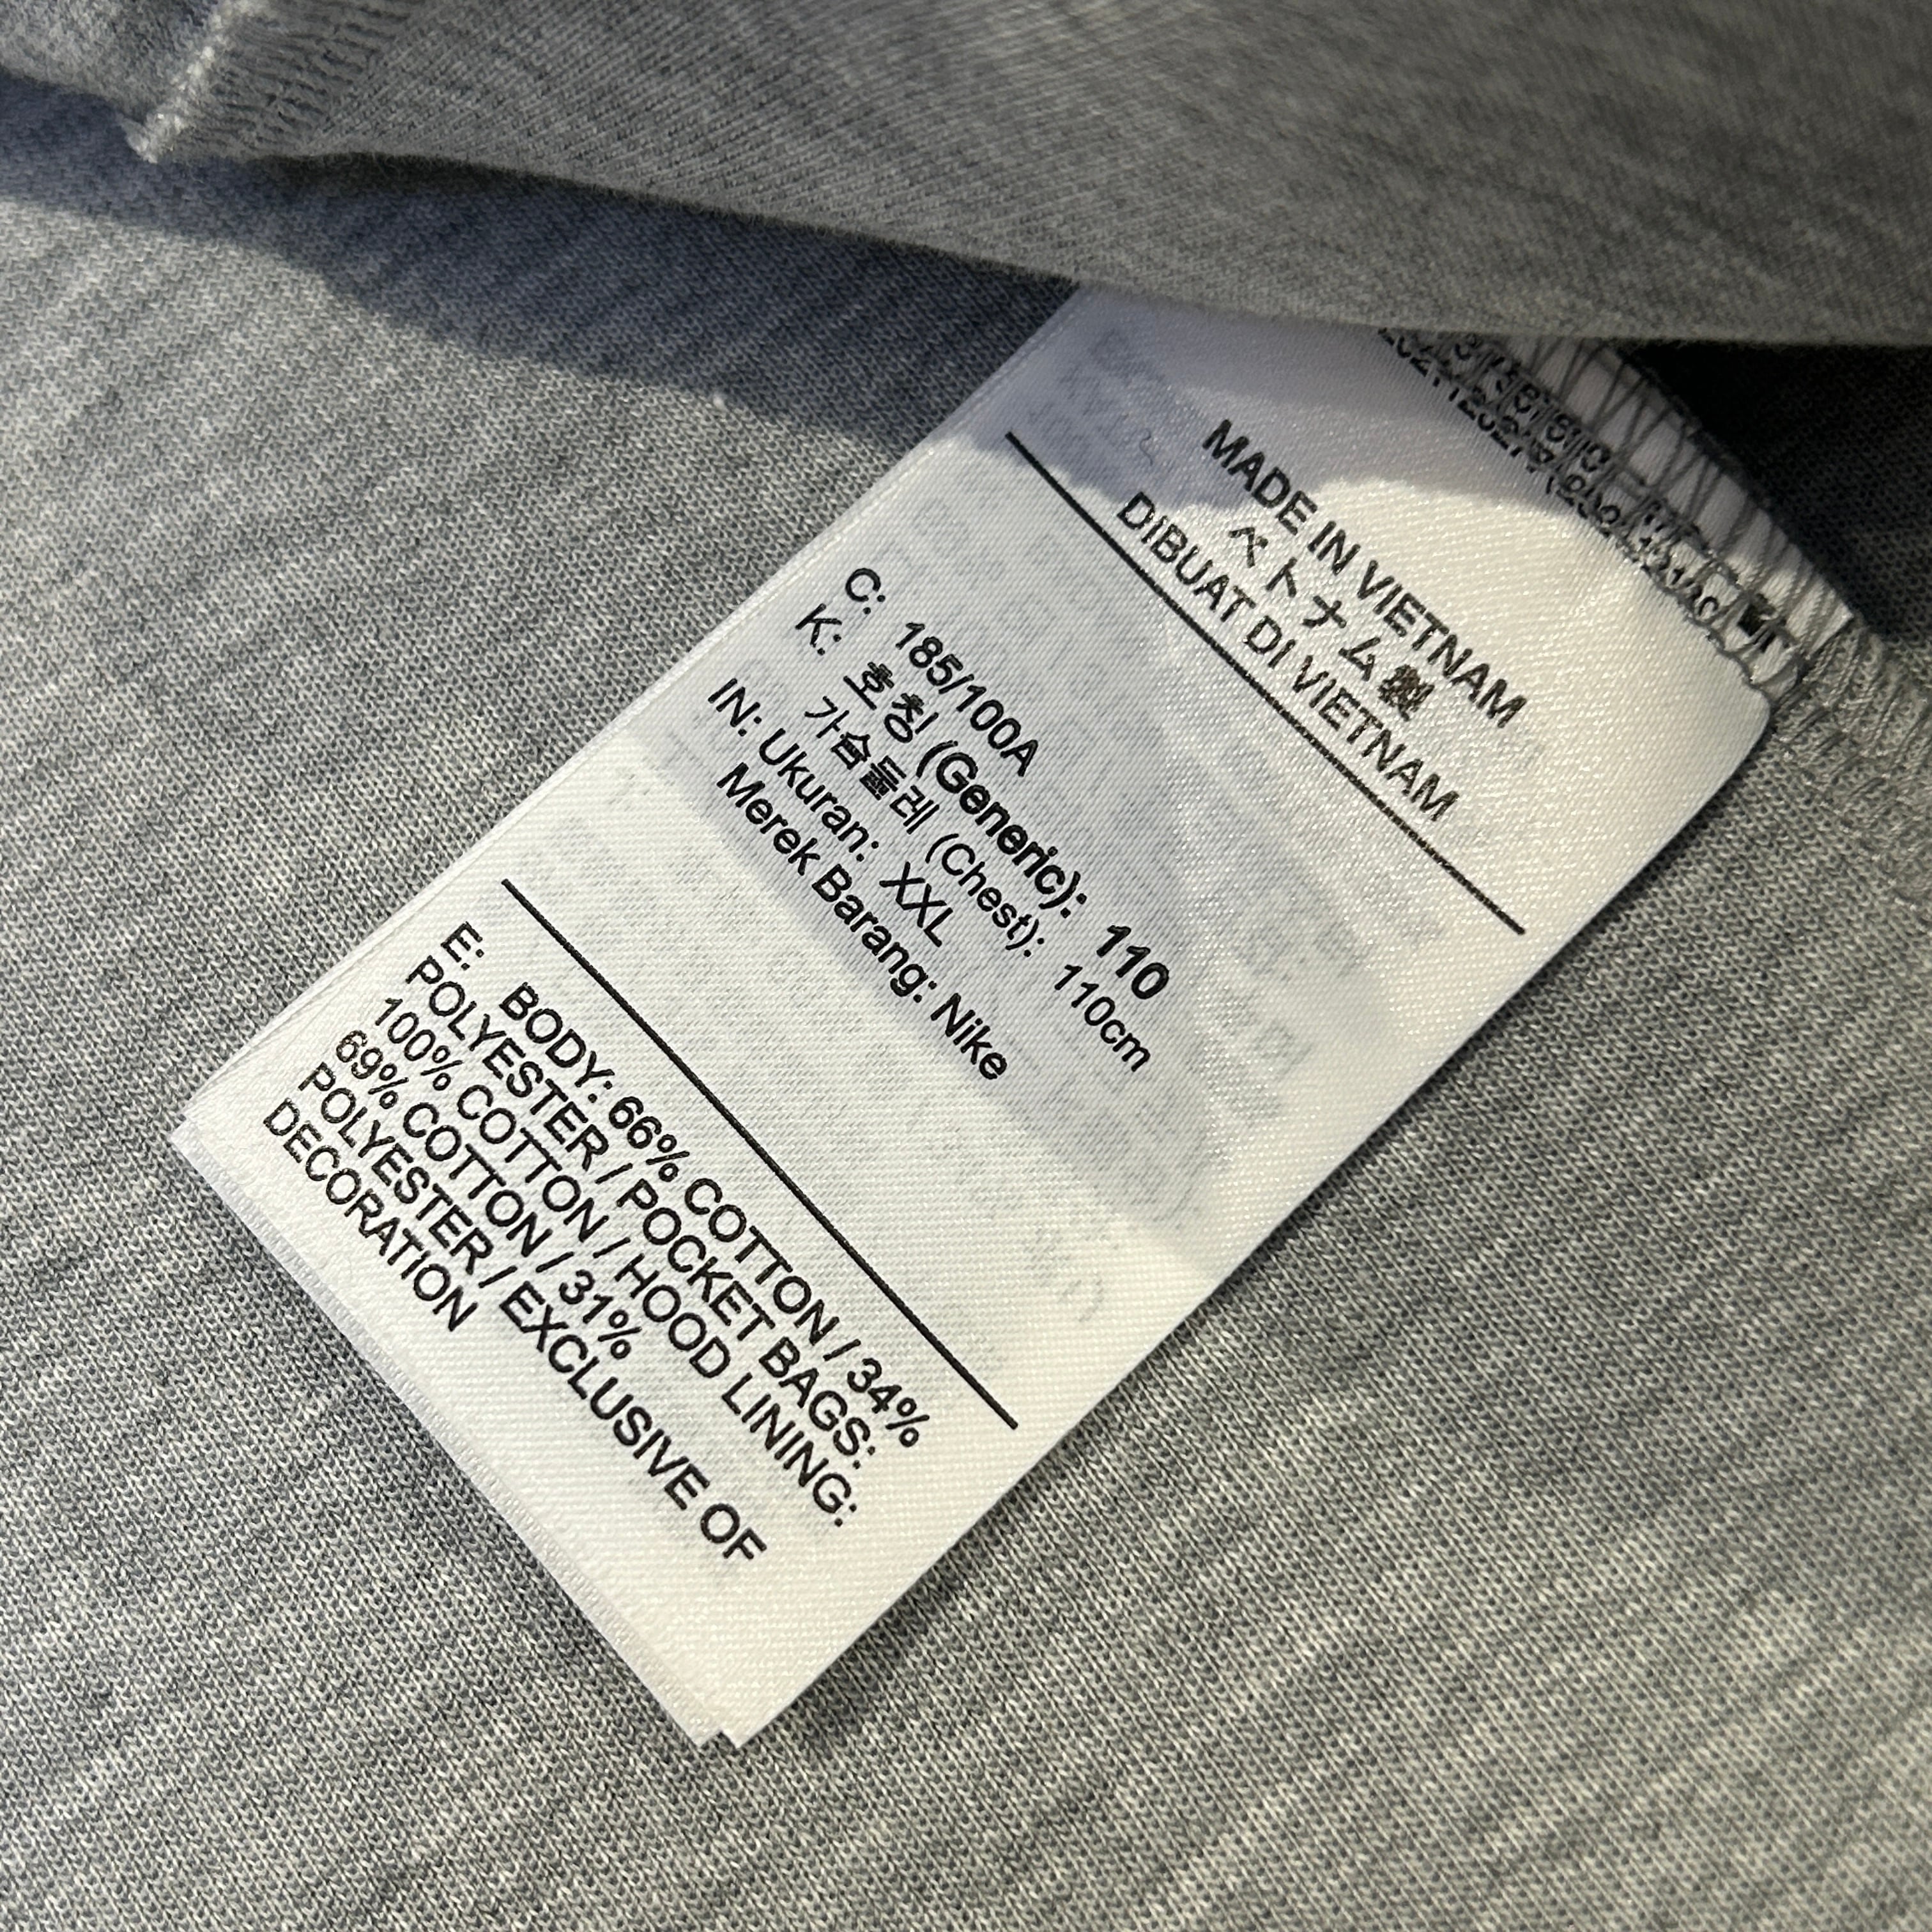 MADE IN VIETNAM
ベトナム製
DIBUAT DI VIETNAM
C: 185/100A
K: 호칭 (Generic): 110
가슴둘레 (Chest): 110cm
IN: Ukuran: XXL
Merek Barang: Nike
E: BODY: 66% COTTON / 34%
POLYESTER / POCKET BAGS:
100% COTTON / HOOD LINING:
69% COTTON / 31%
POLYESTER / EXCLUSIVE OF
DECORATION